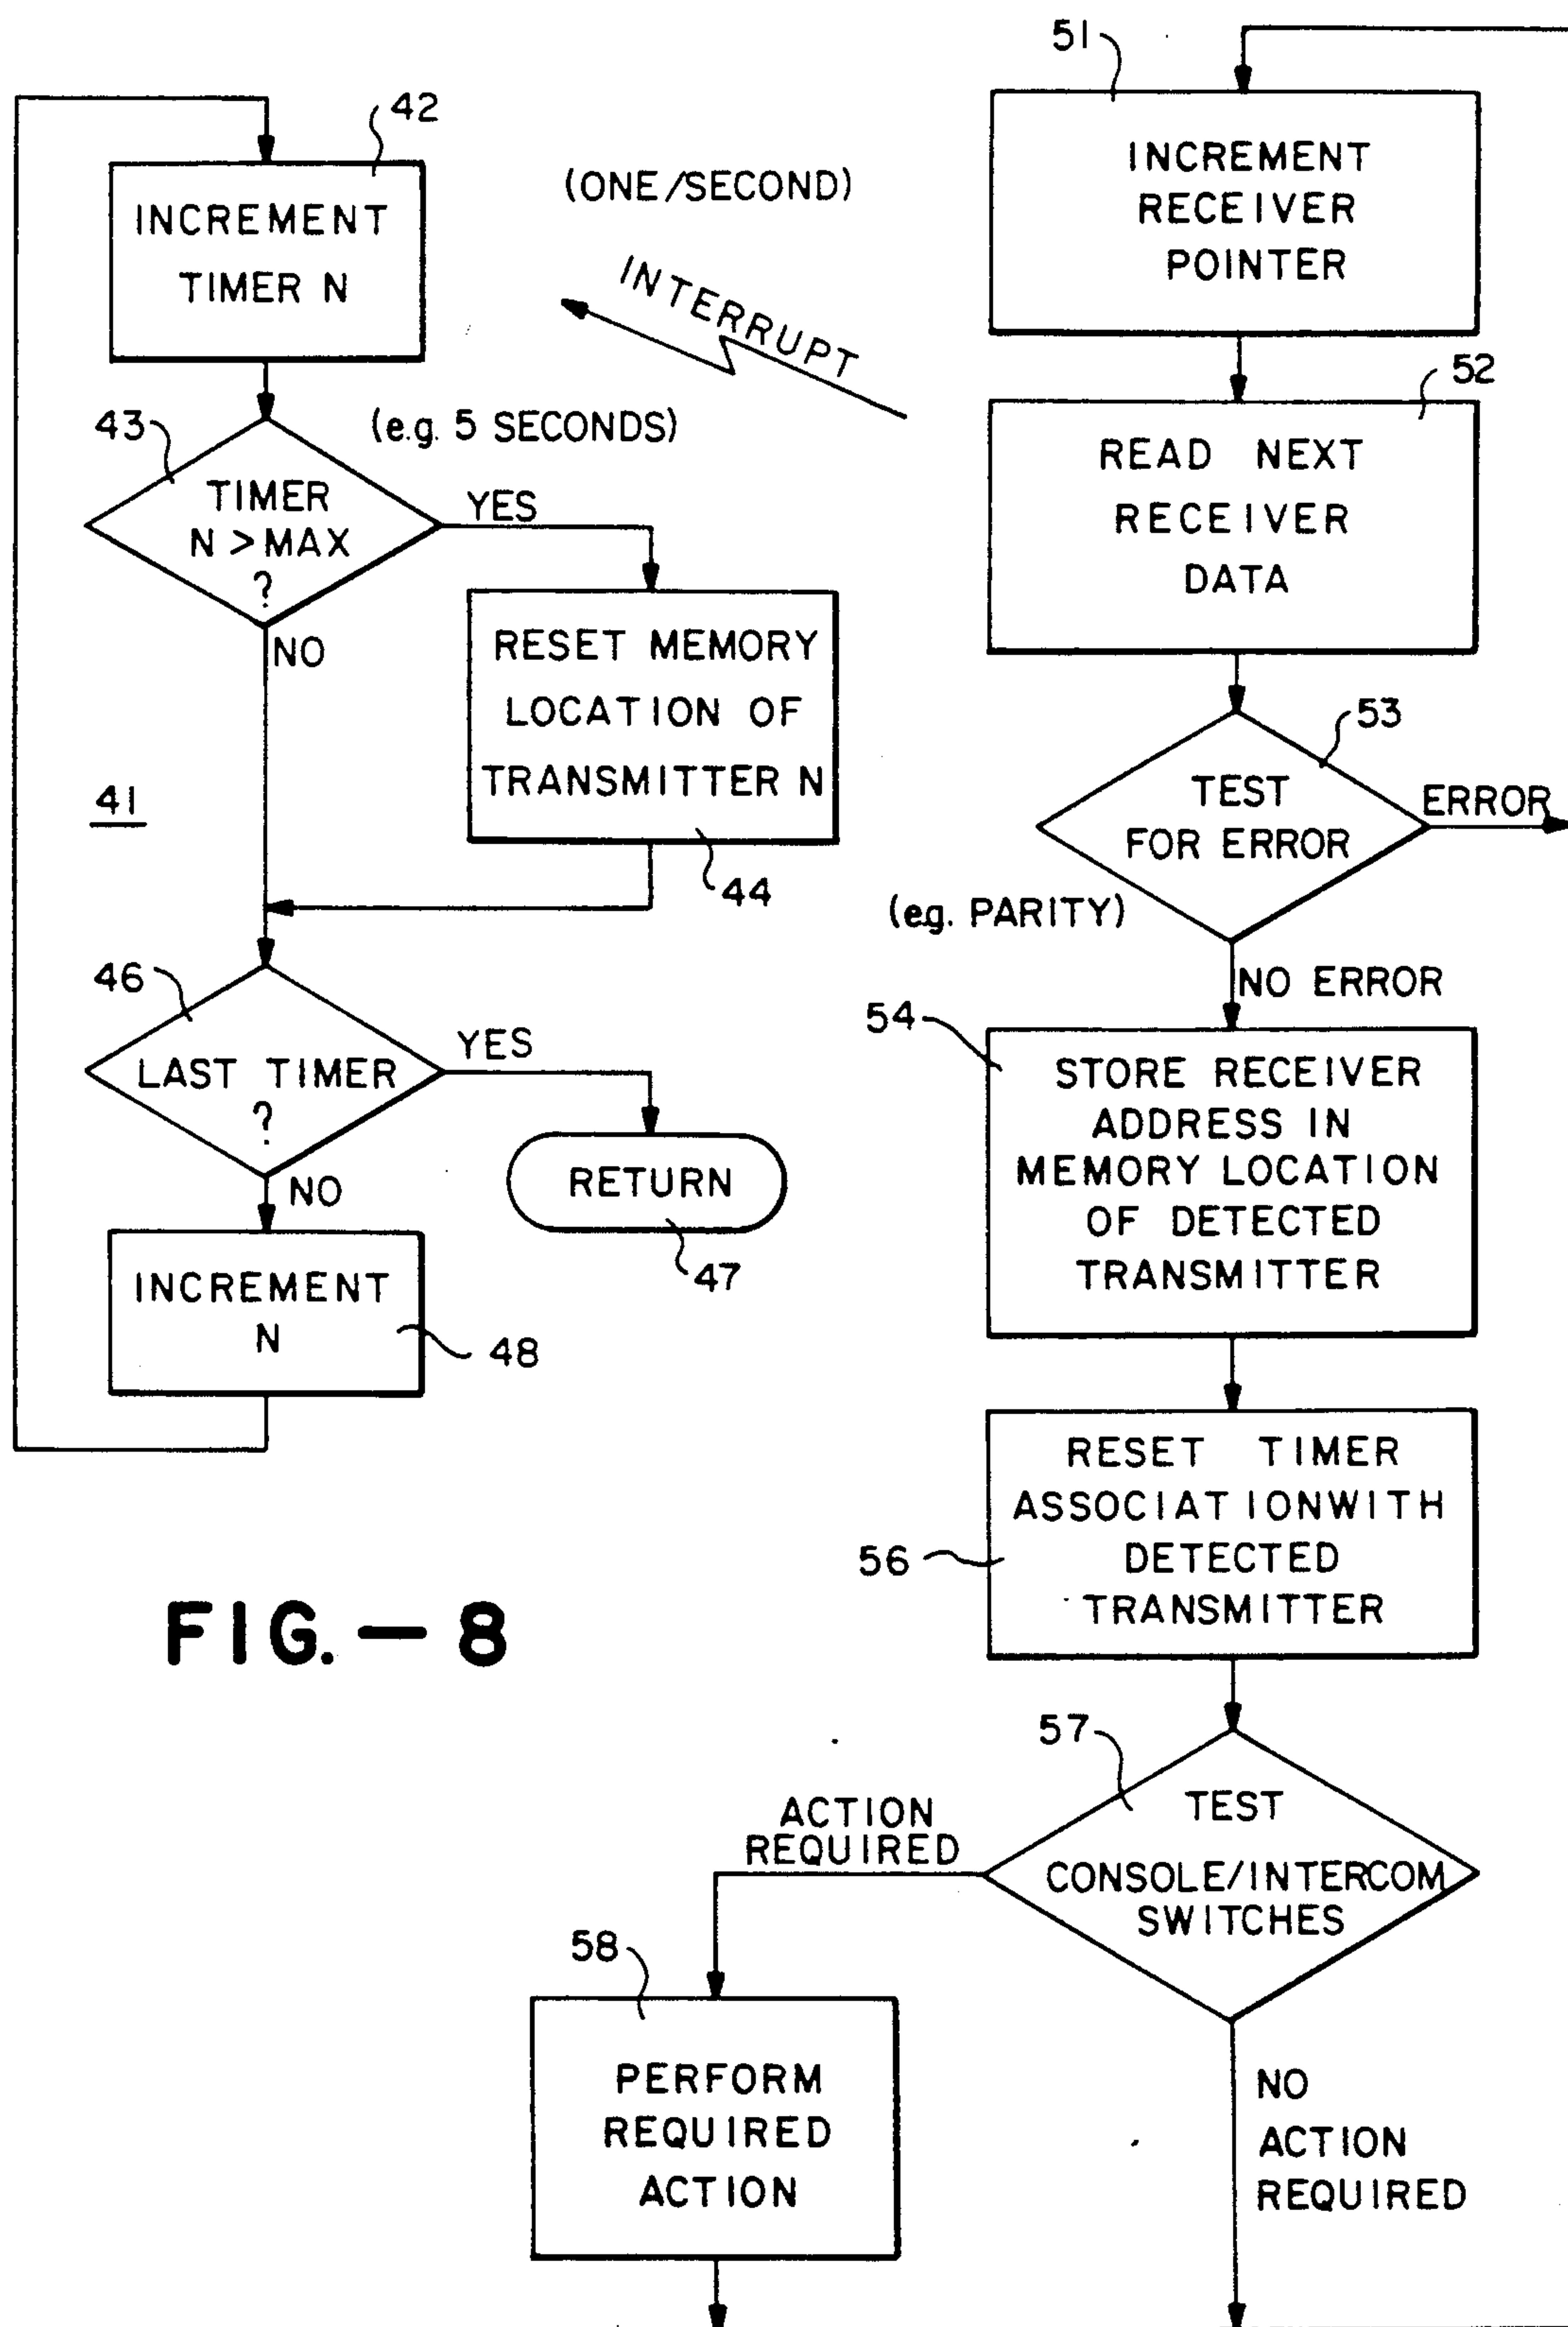 42
INCREMENT
TIMER N
(ONE/SECOND)
INTERRUPT
43
(e.g. 5 SECONDS)
TIMER
N > MAX
?
YES
NO
RESET MEMORY
LOCATION OF
TRANSMITTER N
44
41
46
LAST TIMER
?
YES
NO
RETURN
47
INCREMENT
N
48
FIG. — 8
51
INCREMENT
RECEIVER
POINTER
52
READ NEXT
RECEIVER
DATA
53
TEST
FOR ERROR
ERROR
(e.g. PARITY)
NO ERROR
54
STORE RECEIVER
ADDRESS IN
MEMORY LOCATION
OF DETECTED
TRANSMITTER
RESET TIMER
ASSOCIATIONWITH
DETECTED
TRANSMITTER
56
57
TEST
CONSOLE/INTERCOM
SWITCHES
ACTION
REQUIRED
58
PERFORM
REQUIRED
ACTION
NO
ACTION
REQUIRED